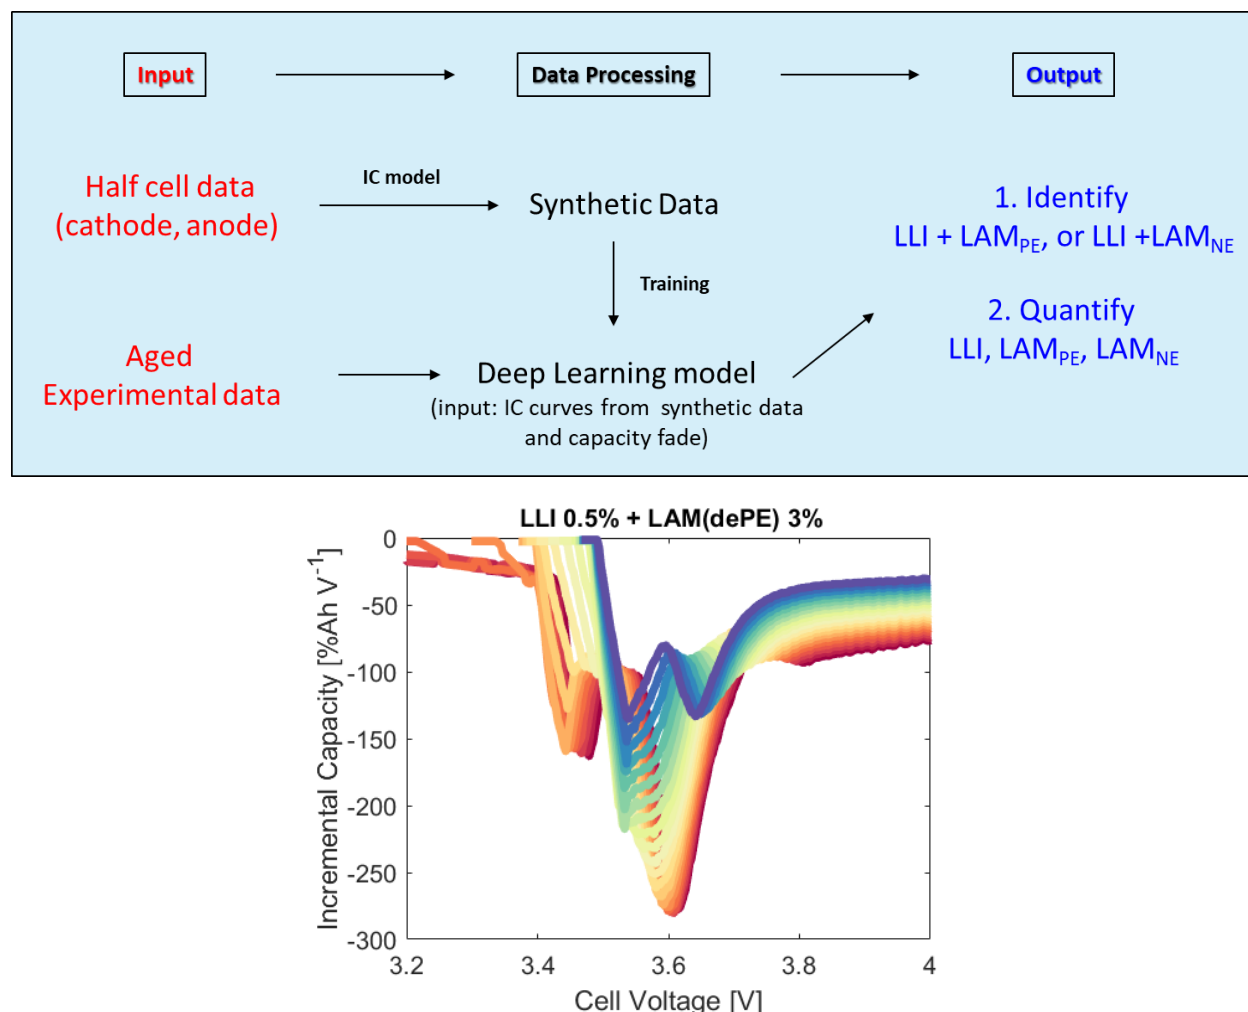 Input
Data Processing
Output
Half cell data
(cathode, anode)
IC model
Synthetic Data
1. Identify
LLI + LAMPE, or LLI +LAMNE
Training
2. Quantify
LLI, LAMPE, LAMNE
Aged
Experimental data
Deep Learning model
(input: IC curves from synthetic data
and capacity fade)
LLI 0.5% + LAM(dePE) 3%
Incremental Capacity [%Ah V-1]
0
-50
-100
-150
-200
-250
-300
3.2
3.4
3.6
3.8
4
Cell Voltage [V]